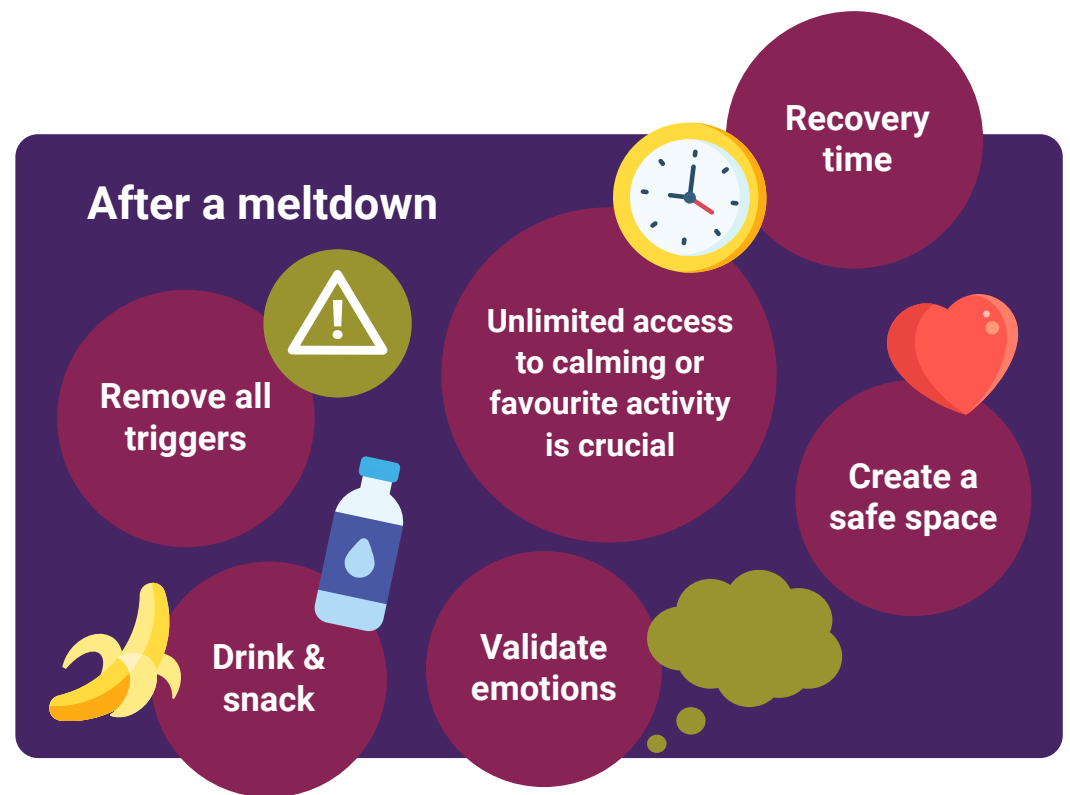 After a meltdown
Recovery
time
Remove all
triggers
Unlimited access
to calming or
favourite activity
is crucial
Create a
safe space
Drink &
snack
Validate
emotions